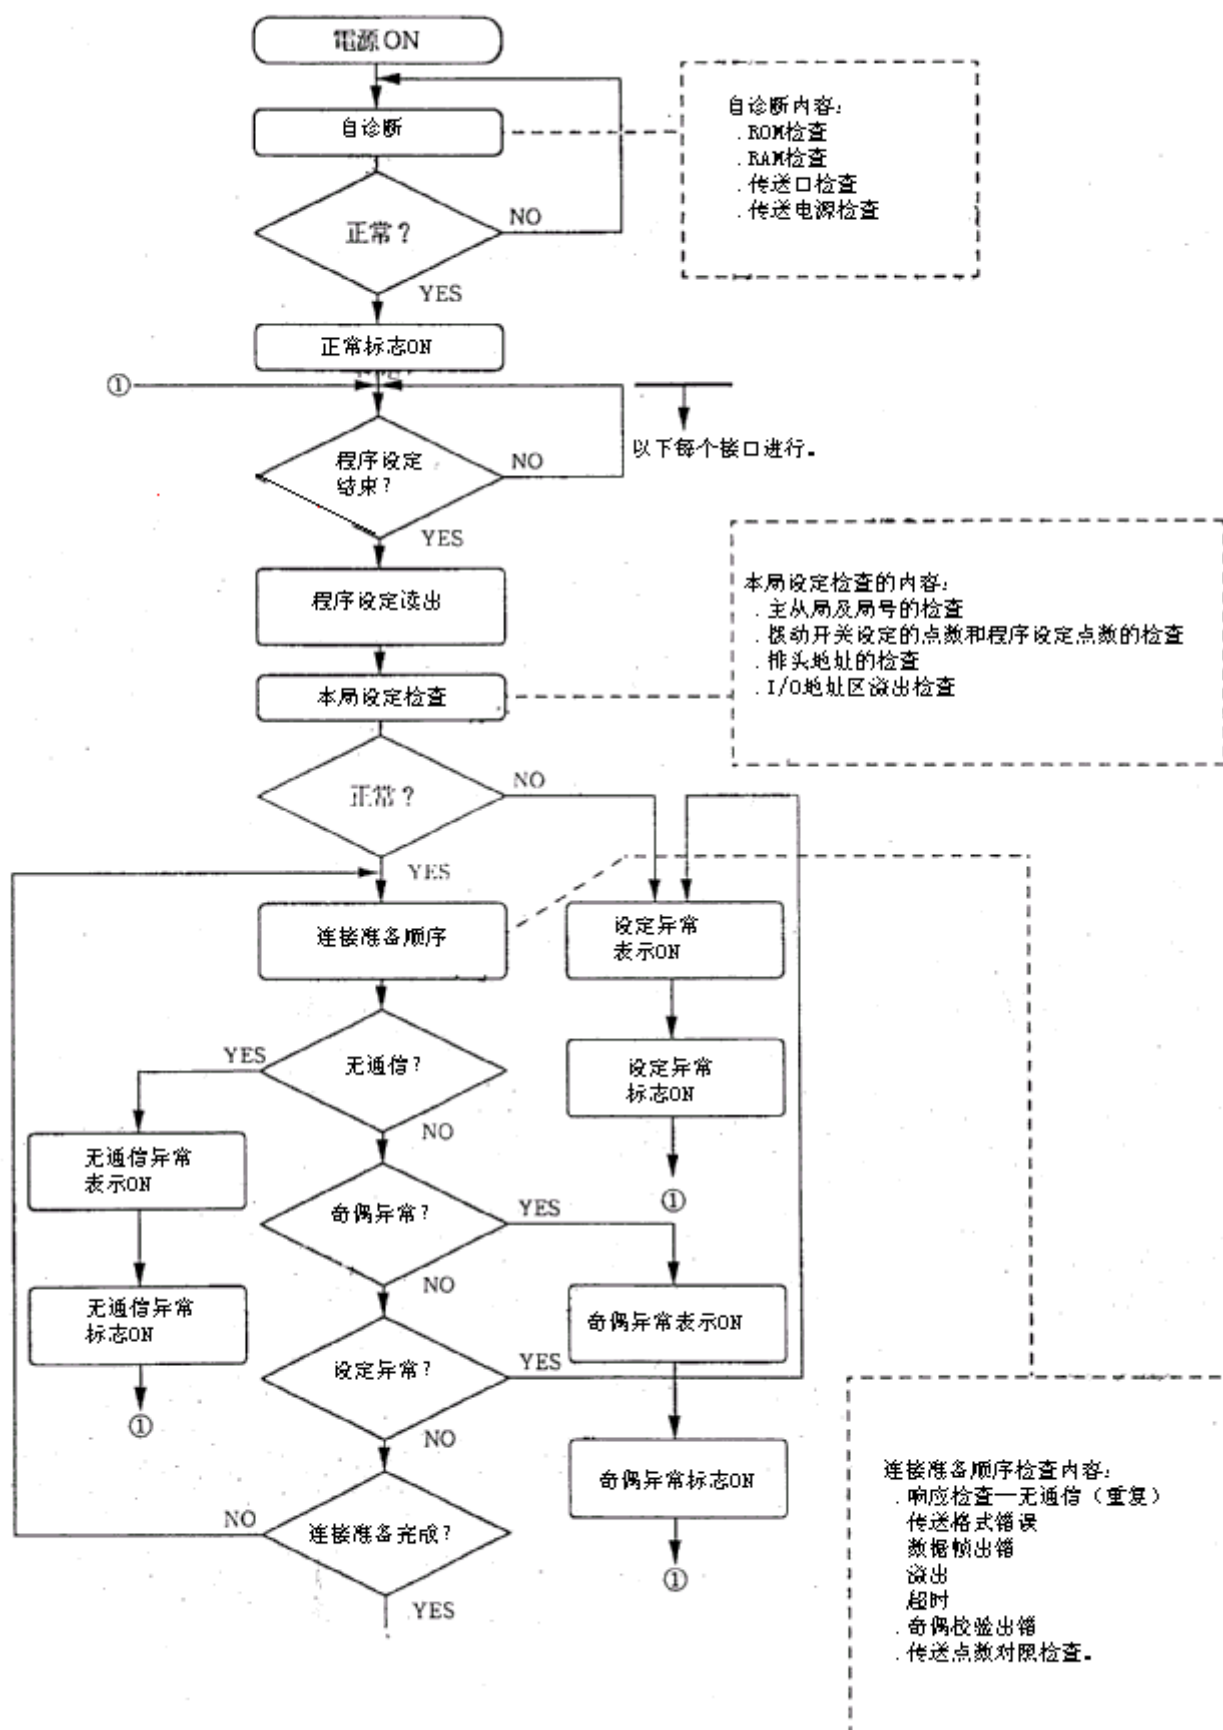 電源ON
自诊断
自诊断内容：
.ROM检查
.RAM检查
.传送口检查
.传送电源检查
正常？
NO
YES
正常标志ON
①
以下每个接口进行。
程序设定
结束？
NO
YES
程序设定读出
本局设定检查的内容：
.主从局及局号的检查
.拨动开关设定的点数和程序设定点数的检查
.排头地址的检查
.I/O地址区溢出检查
本局设定检查
正常？
NO
YES
连接准备顺序
设定异常
表示ON
无通信？
YES
NO
设定异常
标志ON
①
无通信异常
表示ON
奇偶异常？
YES
NO
无通信异常
标志ON
①
奇偶异常表示ON
设定异常？
YES
NO
奇偶异常标志ON
①
连接准备完成？
NO
YES
连接准备顺序检查内容：
.响应检查—无通信（重复）
传送格式错误
数据帧出错
溢出
超时
.奇偶校验出错
.传送点数对照检查。